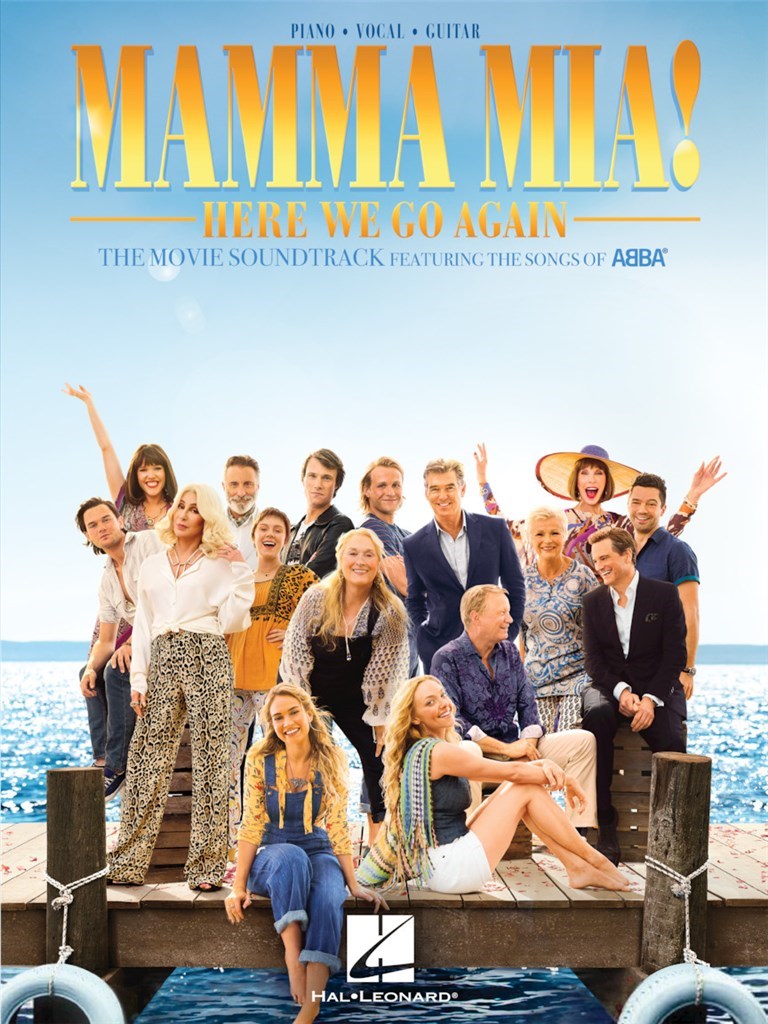 PIANO • VOCAL • GUITAR
MAMMA MIA!
HERE WE GO AGAIN
THE MOVIE SOUNDTRACK FEATURING THE SONGS OF ABBA®
HAL•LEONARD®